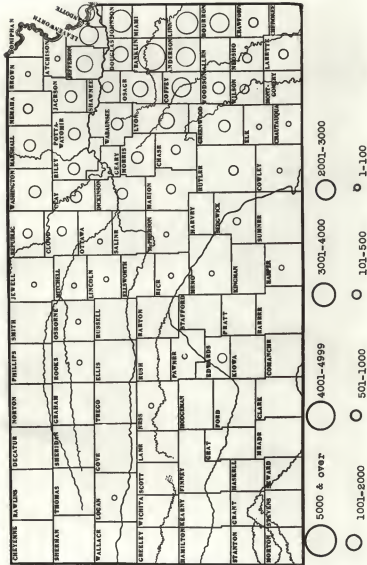 CHEYENNE RAWLINS DECATUR NORTON PHILLIPS SMITH JEWELL REPUBLIC WASHINGTON MARSHALL NEMAHA BROWN DONIPHAN
SHERMAN THOMAS SHERIDAN GRAHAM ROOKS OSBORNE MITCHELL CLOUD CLAY RILEY POTTA- WATOMIE JACKSON ATCHISON
JEFFERSON LEAVENWORTH WYANDOTTE
WALLACE LOGAN GOVE TREGO ELLIS RUSSELL LINCOLN OTTAWA
ELLSWORTH SALINE DICKINSON GEARY WABAUNSEE SHAWNEE DOUGLAS JOHNSON
GREELEY WICHITA SCOTT LANE NESS RUSH BARTON RICE MCPHERSON MARION MORRIS CHASE LYON OSAGE FRANKLIN MIAMI
HAMILTON KEARNY FINNEY HODGEMAN PAWNEE STAFFORD RENO HARVEY BUTLER GREENWOOD COFFEY ANDERSON LINN
GRAY FORD EDWARDS WOODSON ALLEN BOURBON
STANTON GRANT HASKELL KIOWA PRATT KINGMAN SEDGWICK ELK WILSON NEOSHO CRAWFORD
MORTON STEVENS SEWARD MEADE CLARK COMANCHE BARBER HARPER SUMNER COWLEY CHAUTAUQUA MONT- GOMERY LABETTE CHEROKEE
5000 & over 4001-4999 3001-4000 2001-3000
1001-2000 501-1000 101-500 1-100